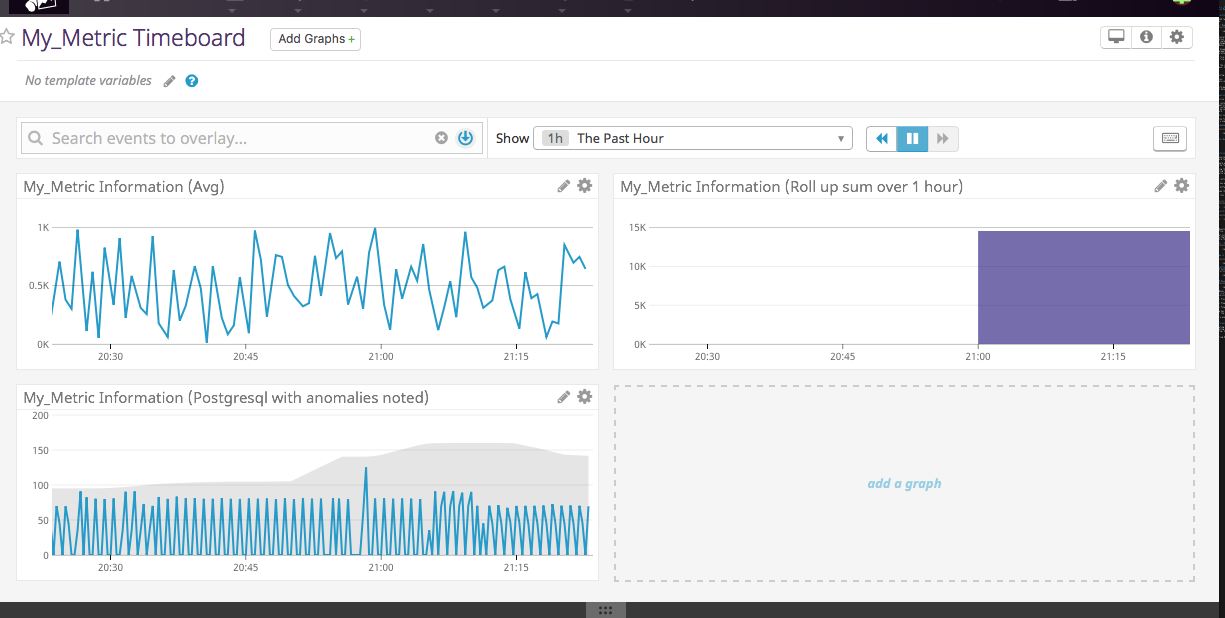 My_Metric Timeboard
Add Graphs +
No template variables
?
Search events to overlay...
Show 1h The Past Hour
My_Metric Information (Avg)
1K
0.5K
0K
20:30 20:45 21:00 21:15
My_Metric Information (Roll up sum over 1 hour)
15K
10K
5K
0K
20:30 20:45 21:00 21:15
My_Metric Information (Postgresql with anomalies noted)
200
150
100
50
0
20:30 20:45 21:00 21:15
add a graph